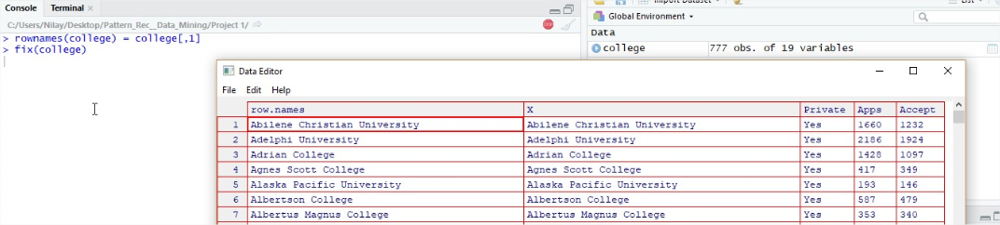 Console Terminal ×
Import Dataset
List
C:/Users/Nilay/Desktop/Pattern_Rec__Data_Mining/Project 1/
Global Environment
> rownames(college) = college[,1]
> fix(college)
Data
college 777 obs. of 19 variables
Data Editor
File Edit Help
row.names X Private Apps Accept
1 Abilene Christian University Abilene Christian University Yes 1660 1232
2 Adelphi University Adelphi University Yes 2186 1924
3 Adrian College Adrian College Yes 1428 1097
4 Agnes Scott College Agnes Scott College Yes 417 349
5 Alaska Pacific University Alaska Pacific University Yes 193 146
6 Albertson College Albertson College Yes 587 479
7 Albertus Magnus College Albertus Magnus College Yes 353 340